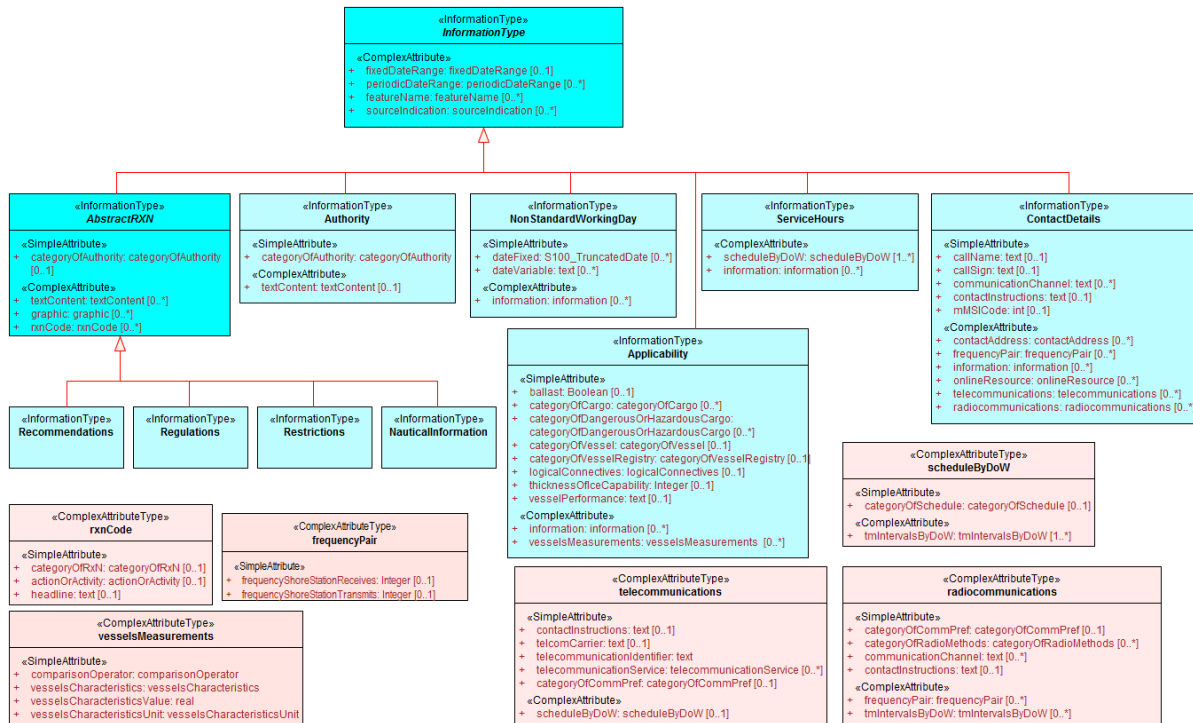 «InformationType»
InformationType
«ComplexAttribute»
+ fixedDateRange: fixedDateRange [0..1]
+ periodicDateRange: periodicDateRange [0..*]
+ featureName: featureName [0..*]
+ sourceIndication: sourceIndication [0..*]
«InformationType»
AbstractRXN
«SimpleAttribute»
+ categoryOfAuthority: categoryOfAuthority
[0..1]
«ComplexAttribute»
+ textContent: textContent [0..*]
+ graphic: graphic [0..*]
+ rxnCode: rxnCode [0..*]
«InformationType»
Authority
«SimpleAttribute»
+ categoryOfAuthority: categoryOfAuthority
«ComplexAttribute»
+ textContent: textContent [0..1]
«InformationType»
NonStandardWorkingDay
«SimpleAttribute»
+ dateFixed: S100_TruncatedDate [0..*]
+ dateVariable: text [0..*]
«ComplexAttribute»
+ information: information [0..*]
«InformationType»
ServiceHours
«ComplexAttribute»
+ scheduleByDoW: scheduleByDoW [1..*]
+ information: information [0..*]
«InformationType»
ContactDetails
«SimpleAttribute»
+ callName: text [0..1]
+ callSign: text [0..1]
+ communicationChannel: text [0..*]
+ contactInstructions: text [0..1]
+ mMSICode: int [0..1]
«ComplexAttribute»
+ contactAddress: contactAddress [0..*]
+ frequencyPair: frequencyPair [0..*]
+ information: information [0..*]
+ onlineResource: onlineResource [0..*]
+ telecommunications: telecommunications [0..*]
+ radiocommunications: radiocommunications [0..*]
«InformationType»
Applicability
«SimpleAttribute»
+ ballast: Boolean [0..1]
+ categoryOfCargo: categoryOfCargo [0..*]
+ categoryOfDangerousOrHazardousCargo:
categoryOfDangerousOrHazardousCargo [0..*]
+ categoryOfVessel: categoryOfVessel [0..1]
+ categoryOfVesselRegistry: categoryOfVesselRegistry [0..1]
+ logicalConnectives: logicalConnectives [0..1]
+ thicknessOfIceCapability: Integer [0..1]
+ vesselPerformance: text [0..1]
«ComplexAttribute»
+ information: information [0..*]
+ vesselsMeasurements: vesselsMeasurements [0..*]
«InformationType»
Recommendations
«InformationType»
Regulations
«InformationType»
Restrictions
«InformationType»
NauticalInformation
«ComplexAttributeType»
scheduleByDoW
«SimpleAttribute»
+ categoryOfSchedule: categoryOfSchedule [0..1]
«ComplexAttribute»
+ tmIntervalsByDoW: tmIntervalsByDoW [1..*]
«ComplexAttributeType»
rxnCode
«SimpleAttribute»
+ categoryOfRxN: categoryOfRxN [0..1]
+ actionOrActivity: actionOrActivity [0..1]
+ headline: text [0..1]
«ComplexAttributeType»
frequencyPair
«SimpleAttribute»
+ frequencyShoreStationReceives: Integer [0..1]
+ frequencyShoreStationTransmits: Integer [0..1]
«ComplexAttributeType»
telecommunications
«SimpleAttribute»
+ contactInstructions: text [0..1]
+ telcomCarrier: text [0..1]
+ telecommunicationIdentifier: text
+ telecommunicationService: telecommunicationService [0..*]
+ categoryOfCommPref: categoryOfCommPref [0..1]
«ComplexAttribute»
+ scheduleByDoW: scheduleByDoW [0..1]
«ComplexAttributeType»
radiocommunications
«SimpleAttribute»
+ categoryOfCommPref: categoryOfCommPref [0..1]
+ categoryOfRadioMethods: categoryOfRadioMethods [0..*]
+ communicationChannel: text [0..*]
+ contactInstructions: text [0..1]
«ComplexAttribute»
+ frequencyPair: frequencyPair [0..*]
+ tmIntervalsByDoW: tmIntervalsByDoW [0..*]
«ComplexAttributeType»
vesselsMeasurements
«SimpleAttribute»
+ comparisonOperator: comparisonOperator
+ vesselsCharacteristics: vesselsCharacteristics
+ vesselsCharacteristicsValue: real
+ vesselsCharacteristicsUnit: vesselsCharacteristicsUnit